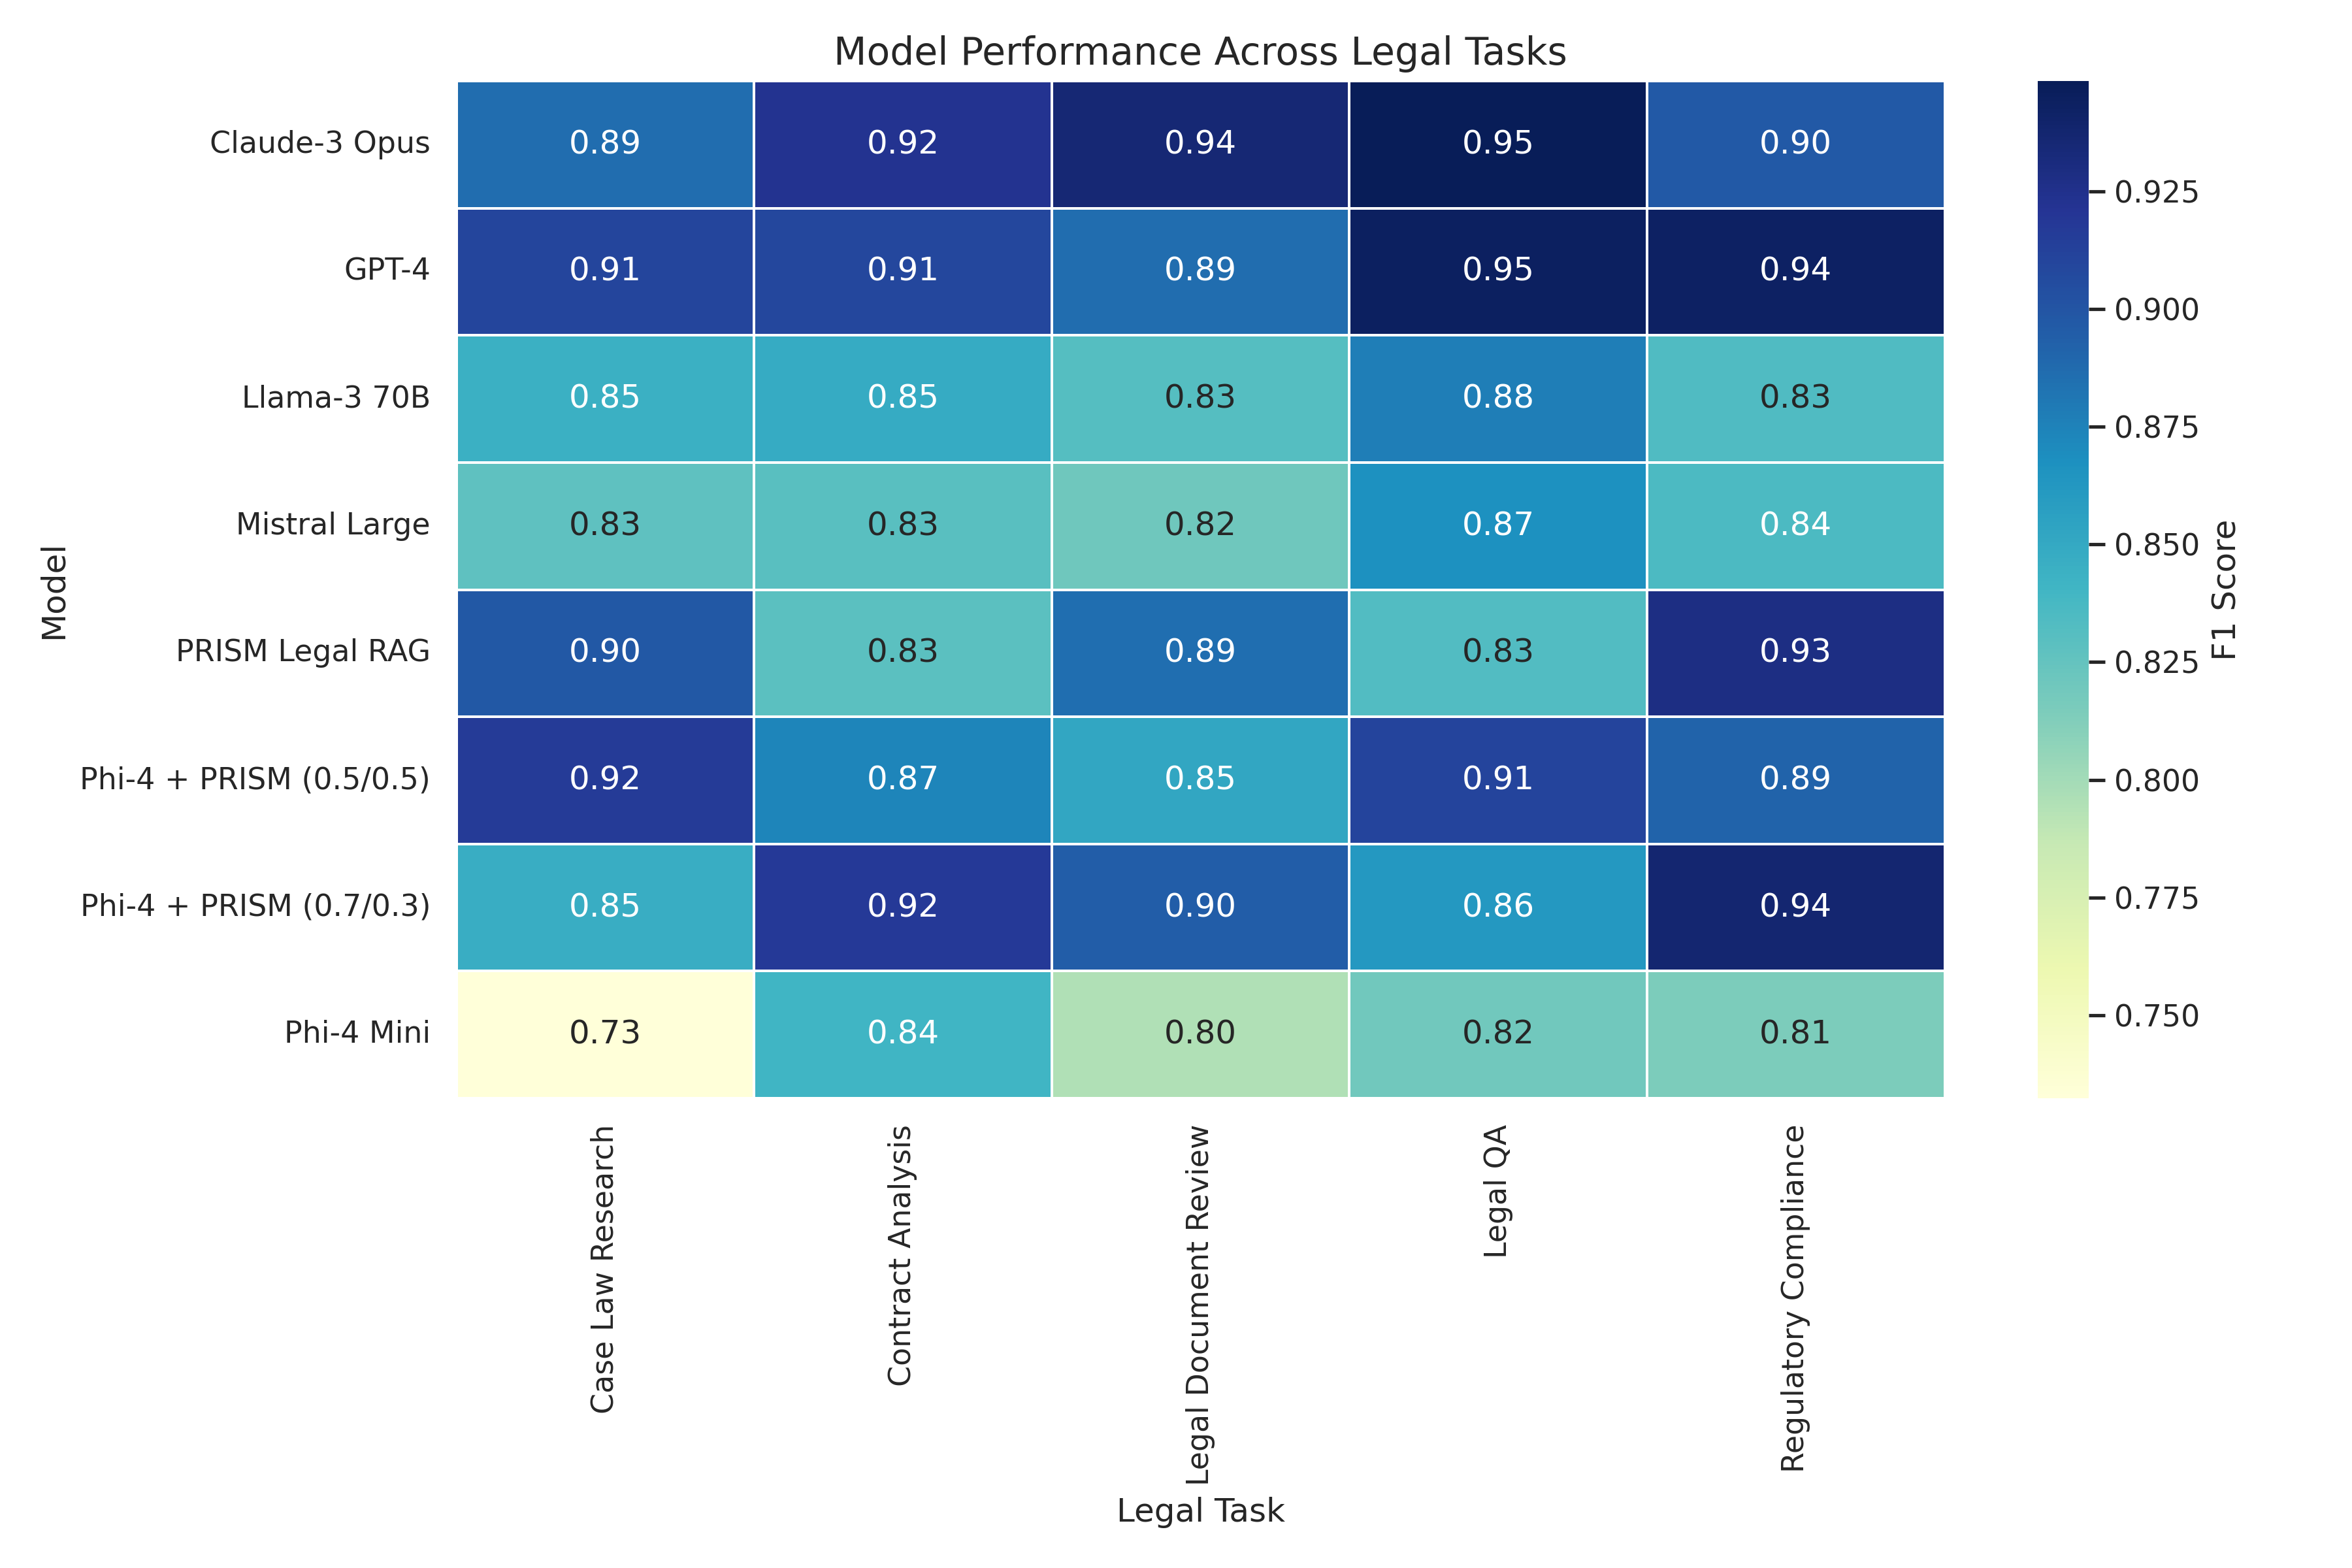 Model Performance Across Legal Tasks
Claude-3 Opus 0.89 0.92 0.94 0.95 0.90
GPT-4 0.91 0.91 0.89 0.95 0.94
Llama-3 70B 0.85 0.85 0.83 0.88 0.83
Mistral Large 0.83 0.83 0.82 0.87 0.84
PRISM Legal RAG 0.90 0.83 0.89 0.83 0.93
Phi-4 + PRISM (0.5/0.5) 0.92 0.87 0.85 0.91 0.89
Phi-4 + PRISM (0.7/0.3) 0.85 0.92 0.90 0.86 0.94
Phi-4 Mini 0.73 0.84 0.80 0.82 0.81
Model
Case Law Research
Contract Analysis
Legal Document Review
Legal QA
Regulatory Compliance
Legal Task
0.925
0.900
0.875
0.850
0.825
0.800
0.775
0.750
F1 Score